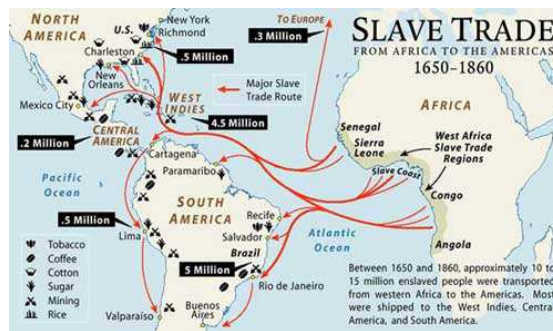 SLAVE TRADE
FROM AFRICA TO THE AMERICAS
1650–1860
NORTH
AMERICA
U.S.
New York
Richmond
Charleston
.5 Million
New
Orleans
Mexico City
WEST
INDIES
4.5 Million
.2 Million
CENTRAL
AMERICA
TO EUROPE
.3 Million
Major Slave
Trade Route
AFRICA
Senegal
Sierra
Leone
West Africa
Slave Trade
Regions
Slave Coast
Congo
Angola
Pacific
Ocean
Cartagena
Paramaribo
SOUTH
AMERICA
.5 Million
Lima
Recife
Salvador
Brazil
5 Million
Rio de Janeiro
Buenos
Aires
Valparaíso
Atlantic
Ocean
Tobacco
Coffee
Cotton
Sugar
Mining
Rice
Between 1650 and 1860, approximately 10 to
15 million enslaved people were transported
from western Africa to the Americas. Most
were shipped to the West Indies, Central
America, and South America.